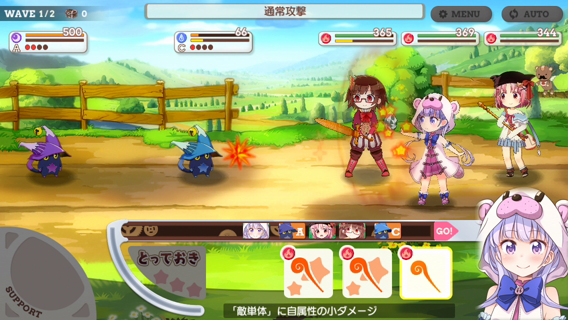 WAVE 1/2 0
通常攻撃
MENU
AUTO
500
A
66
C
365
369
344
A
C
GO!
とっておき
SUPPORT
「敵単体」に自属性の小ダメージ